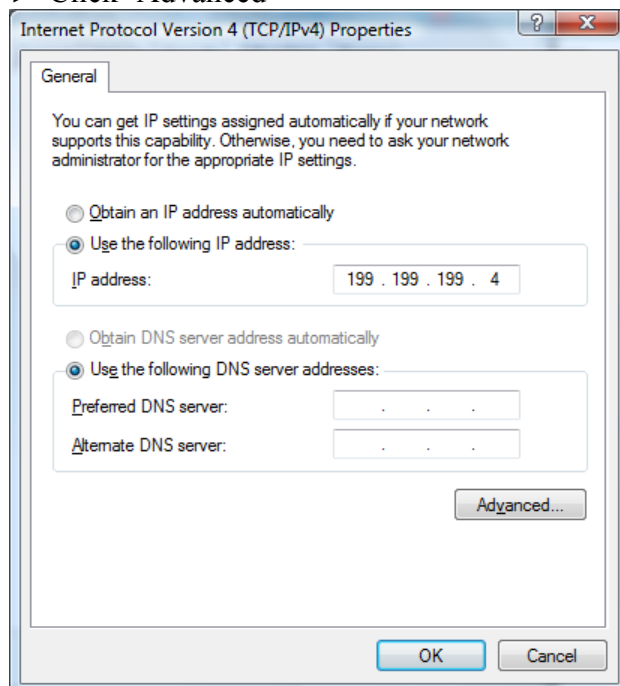 Click "Advanced"
Internet Protocol Version 4 (TCP/IPv4) Properties
General
You can get IP settings assigned automatically if your network
supports this capability. Otherwise, you need to ask your network
administrator for the appropriate IP settings.
Obtain an IP address automatically
Use the following IP address:
IP address: 199 . 199 . 199 . 4
Obtain DNS server address automatically
Use the following DNS server addresses:
Preferred DNS server: . . .
Alternate DNS server: . . .
Advanced...
OK Cancel